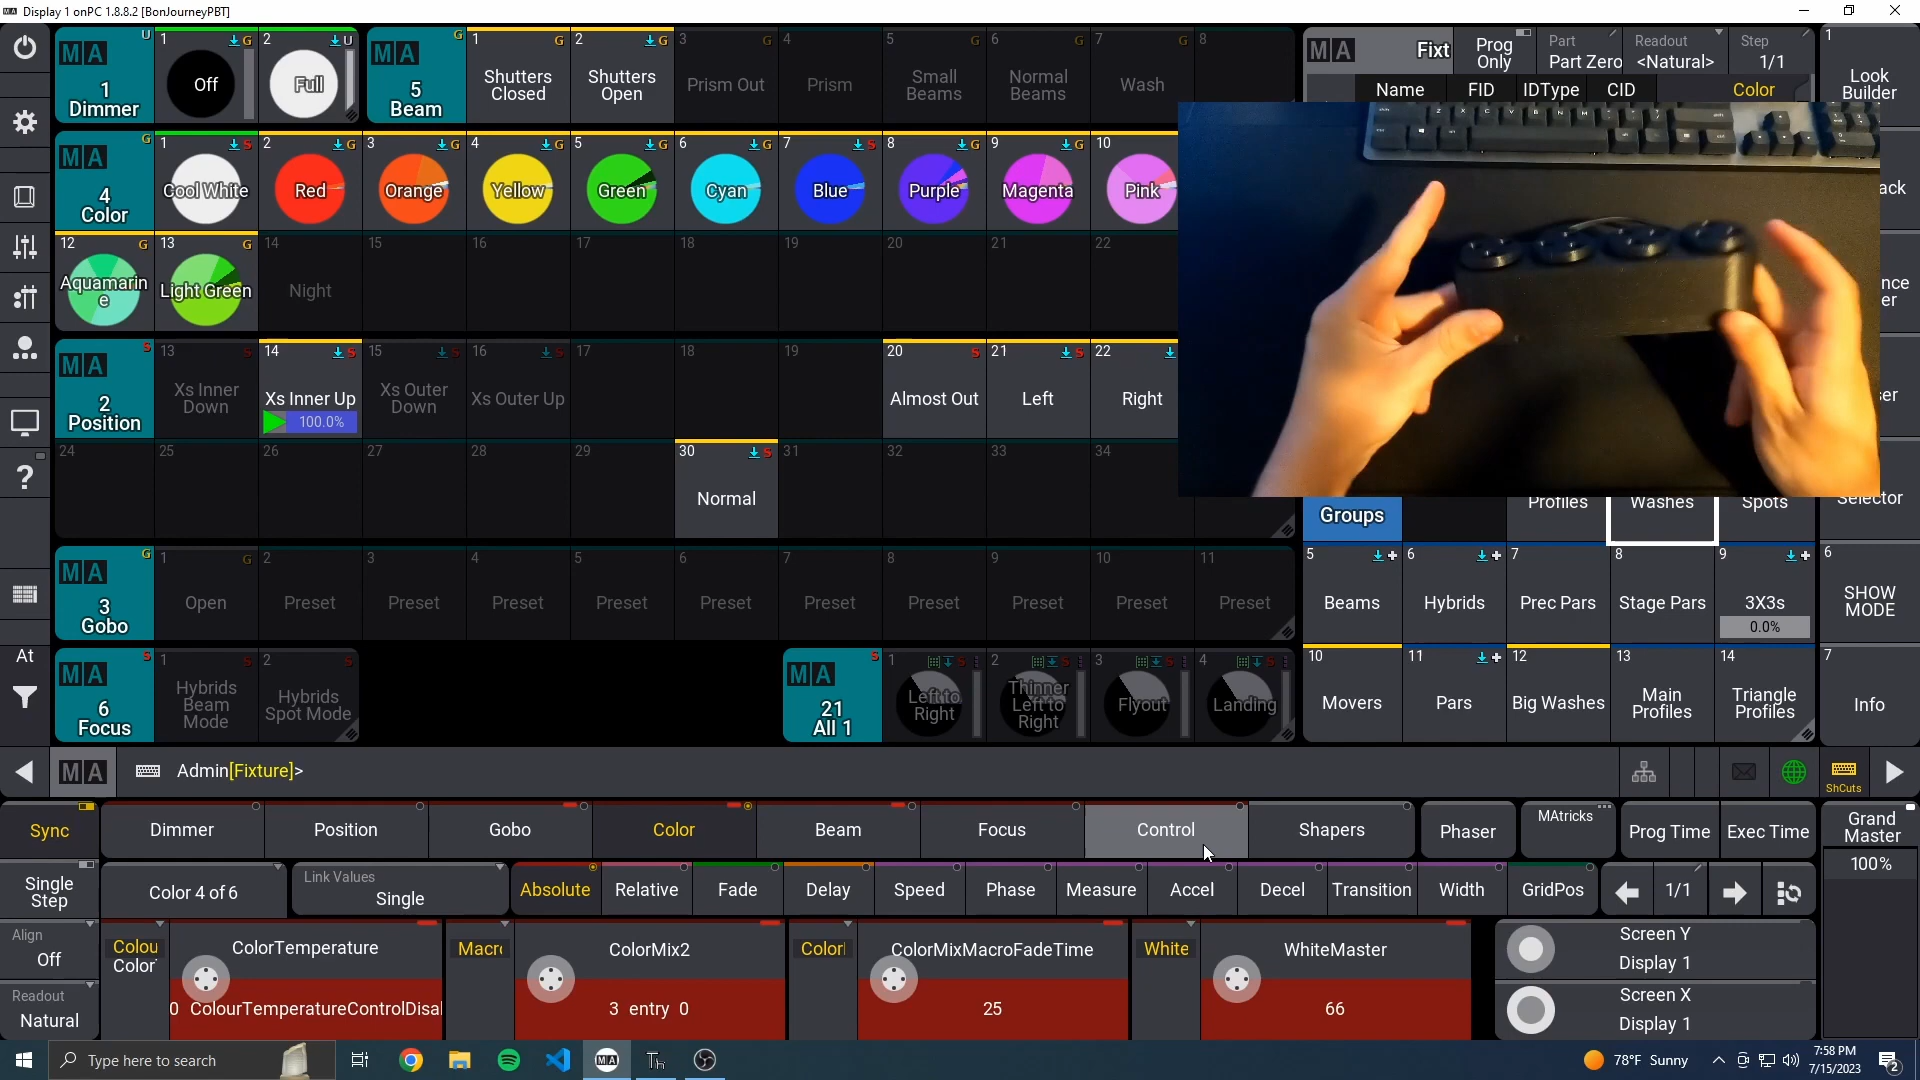 Display 1 onPC 1.8.8.2 [BonJourneyPBT]
MA U 1 Dimmer
1 G Off
2 U Full
MA G 5 Beam
1 G Shutters Closed
2 G Shutters Open
3 G Prism Out
4 Prism
5 G Small Beams
6 G Normal Beams
7 G Wash
8
MA Fixt
Prog Only
Part Part Zero
Readout <Natural>
Step 1/1
Name FID IDType CID Color
1 Look Builder
MA G 4 Color
1 S Cool White
2 G Red
3 G Orange
4 G Yellow
5 G Green
6 G Cyan
7 S Blue
8 G Purple
9 G Magenta
10 Pink
12 G Aquamarin e
13 G Light Green
14 Night
15 16 17 18 19 20 21 22
MA S 2 Position
13 S Xs Inner Down
14 S Xs Inner Up 100.0%
15 S Xs Outer Down
16 S Xs Outer Up
17 18 19
20 S Almost Out
21 S Left
22 Right
24 25 26 27 28 29
30 S Normal
31 32 33 34
Groups
Profiles
Washes
Spots
Selector
MA G 3 Gobo
1 G Open
2 Preset
3 Preset
4 Preset
5 Preset
6 Preset
7 Preset
8 Preset
9 Preset
10 Preset
11 Preset
5 Beams
6 Hybrids
7 Prec Pars
8 Stage Pars
9 3X3s 0.0%
6 SHOW MODE
MA S 6 Focus
1 S Hybrids Beam Mode
2 S Hybrids Spot Mode
MA S 21 All 1
1 S Left to Right
2 S Thinner Left to Right
3 S Flyout
4 S Landing
10 Movers
11 Pars
12 Big Washes
13 Main Profiles
14 Triangle Profiles
7 Info
At
MA Admin[Fixture]>
ShCuts
Sync Dimmer Position Gobo Color Beam Focus Control Shapers Phaser MAtricks Prog Time Exec Time
Grand Master
100%
Single Step
Color 4 of 6
Link Values Single
Absolute Relative Fade Delay Speed Phase Measure Accel Decel Transition Width GridPos 1/1
Align Off
Readout Natural
Colou Color
ColorTemperature
0 ColourTemperatureControlDisal
Macro
ColorMix2
3 entry 0
Color
ColorMixMacroFadeTime
25
White
WhiteMaster
66
Screen Y
Display 1
Screen X
Display 1
Type here to search
MA Th
78°F Sunny
7:58 PM
7/15/2023
2